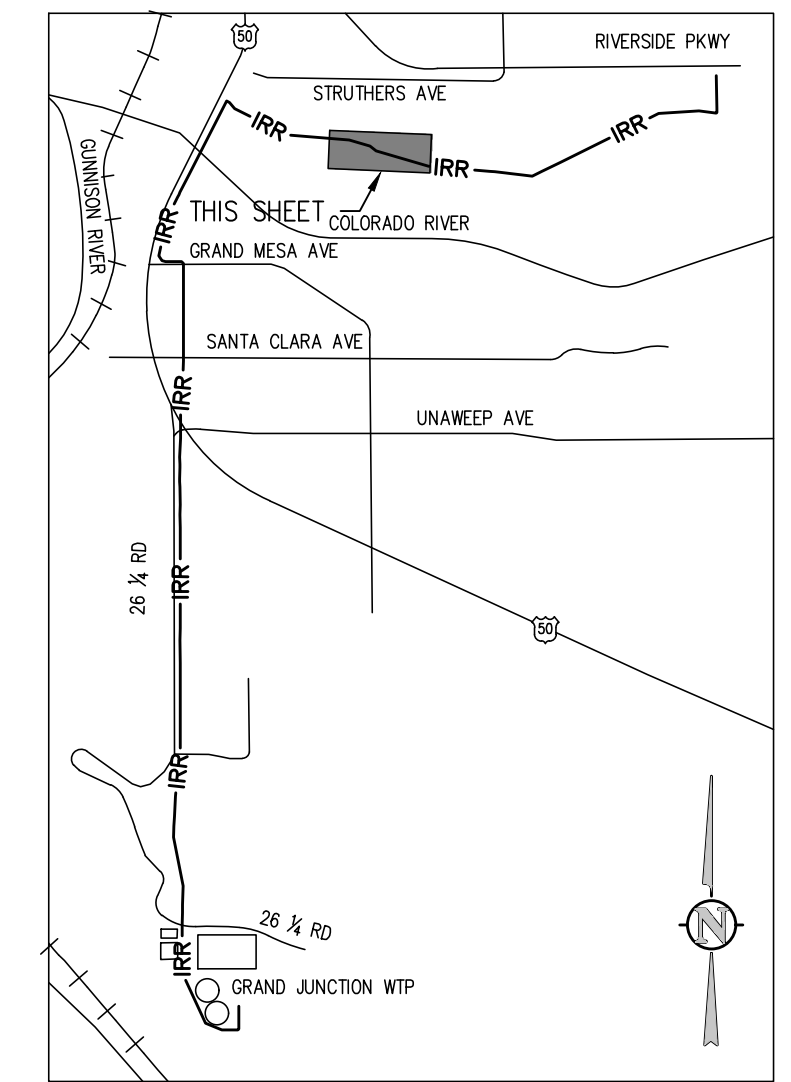 50
RIVERSIDE PKWY
STRUTHERS AVE
IRR
IRR
IRR
GUNNISON RIVER
THIS SHEET
IRR
COLORADO RIVER
GRAND MESA AVE
SANTA CLARA AVE
IRR
UNAWEEP AVE
26 ¼ RD
IRR
50
IRR
26 ¼ RD
N
IRR
GRAND JUNCTION WTP